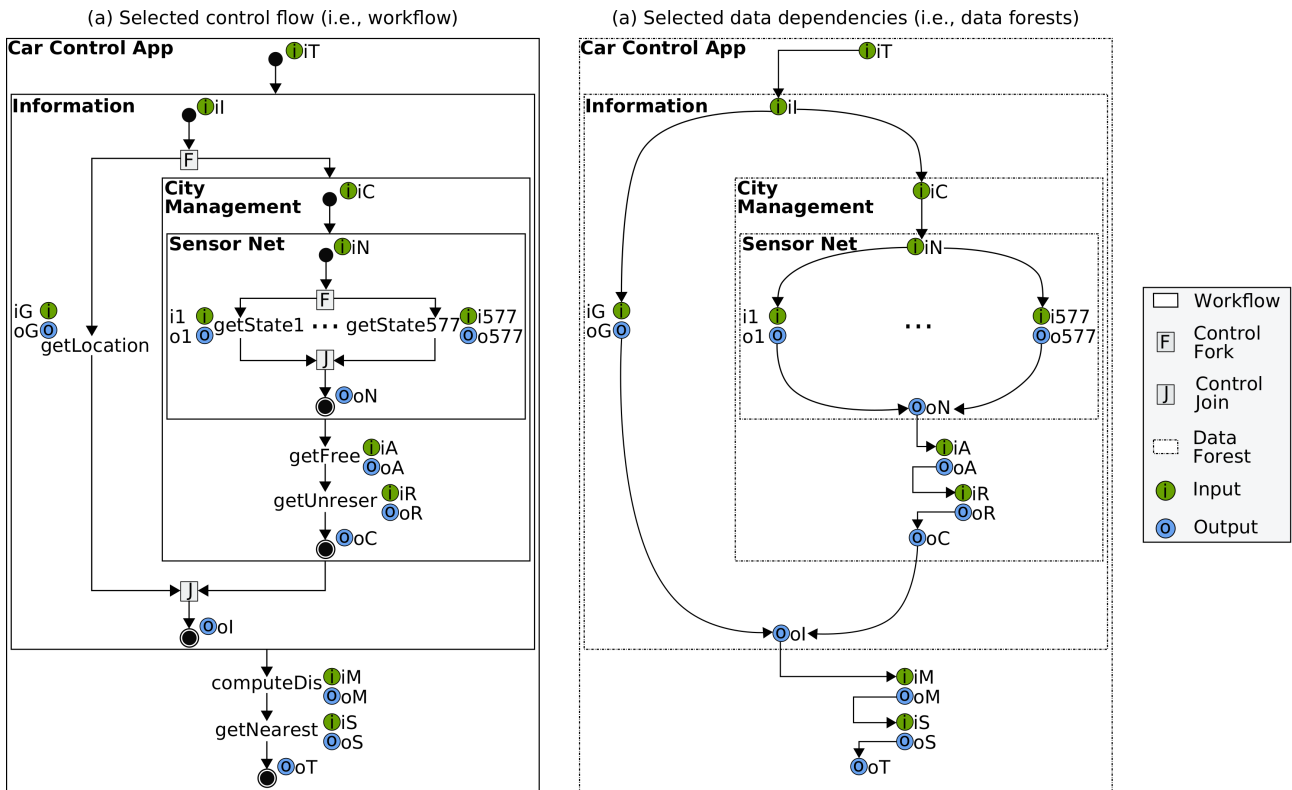 (a) Selected control flow (i.e., workflow)
Car Control App
i iT
Information
i iI
F
City
Management
i iC
Sensor Net
i iN
F
i1 i
o1 o
getState1 ... getState577
i i577
o o577
J
o oN
iG i
oG o
getLocation
getFree
i iA
o oA
getUnreser
i iR
o oR
o oC
J
o oI
computeDis
i iM
o oM
getNearest
i iS
o oS
o oT
(a) Selected data dependencies (i.e., data forests)
Car Control App
i iT
Information
i iI
City
Management
i iC
Sensor Net
i iN
iG i
oG o
i1 i
o1 o
...
i i577
o o577
o oN
i iA
o oA
i iR
o oR
o oC
o oI
i iM
o oM
i iS
o oS
o oT
Workflow
F Control
Fork
J Control
Join
Data
Forest
i Input
o Output